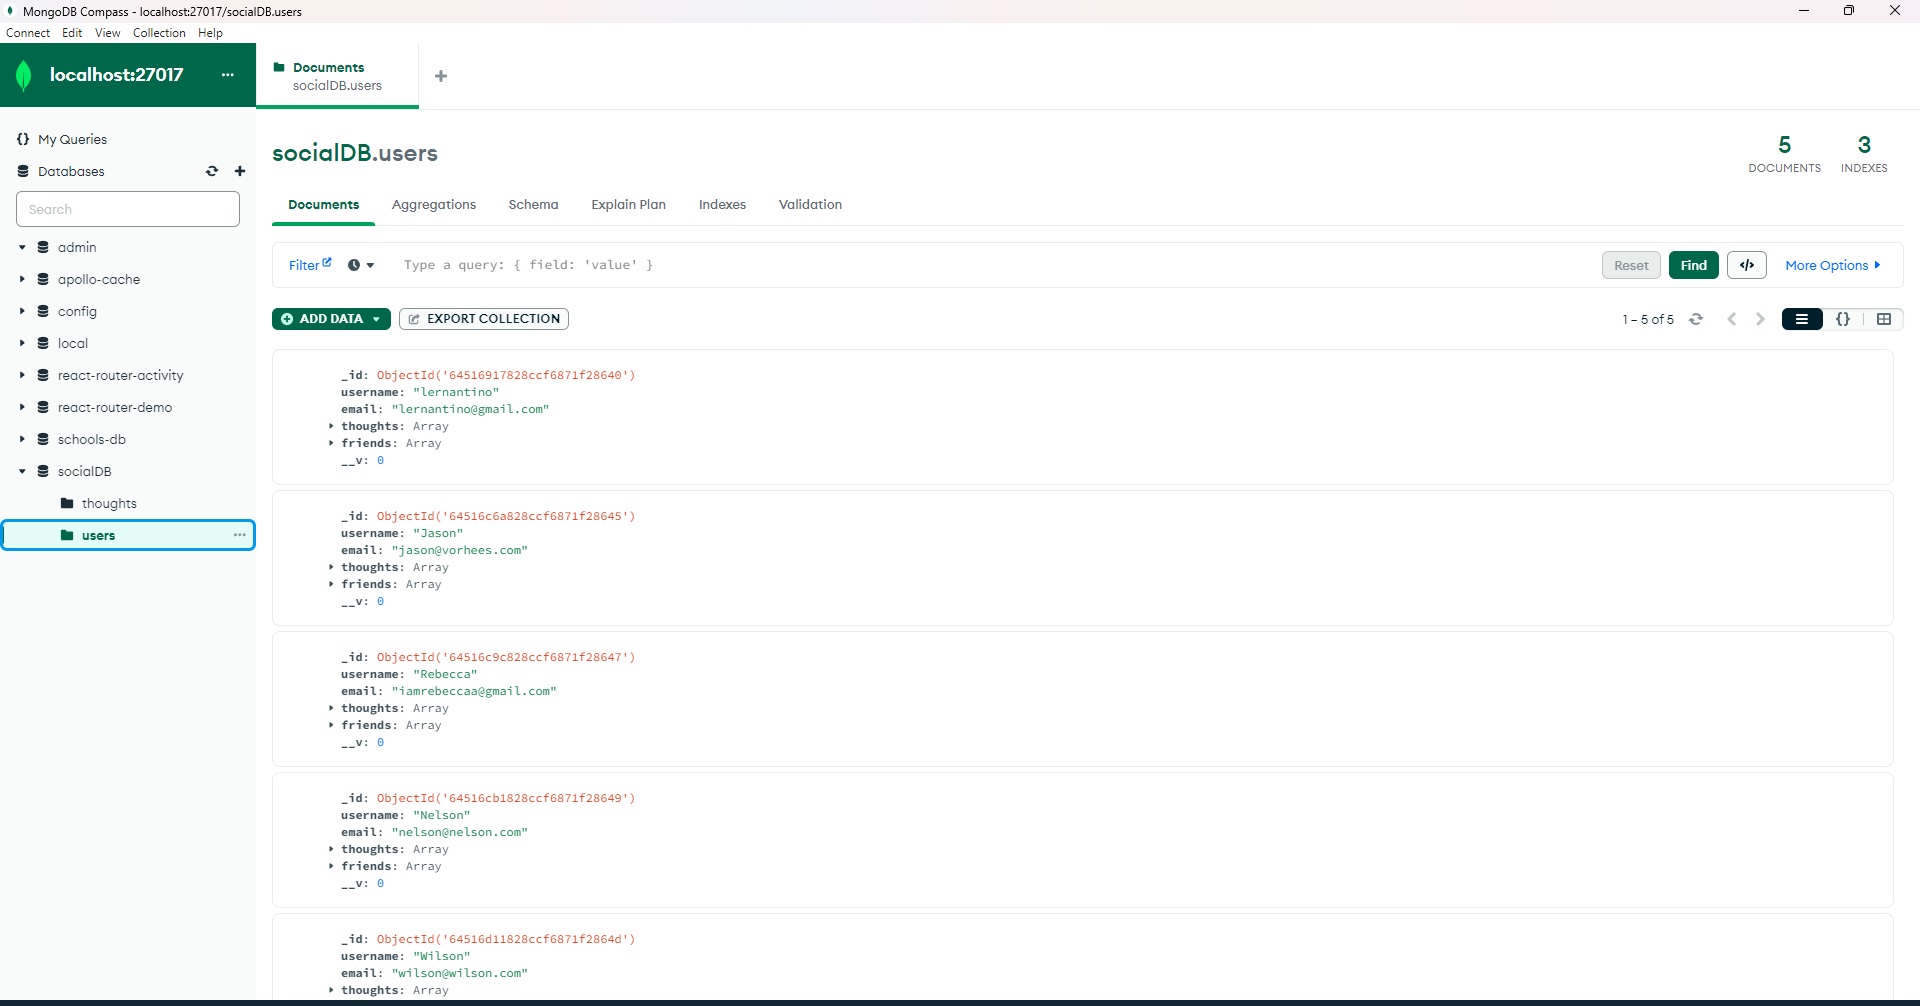 MongoDB Compass - localhost:27017/socialDB.users
Connect Edit View Collection Help
localhost:27017 ...
Documents
socialDB.users
{} My Queries
Databases
Search
admin
apollo-cache
config
local
react-router-activity
react-router-demo
schools-db
socialDB
thoughts
users ...
socialDB.users
5 DOCUMENTS
3 INDEXES
Documents Aggregations Schema Explain Plan Indexes Validation
Filter Type a query: { field: 'value' } Reset Find </> More Options
ADD DATA EXPORT COLLECTION 1 – 5 of 5 {}
_id: ObjectId('64516917828ccf6871f28640')
username: "lernantino"
email: "lernantino@gmail.com"
thoughts: Array
friends: Array
__v: 0
_id: ObjectId('64516c6a828ccf6871f28645')
username: "Jason"
email: "jason@vorhees.com"
thoughts: Array
friends: Array
__v: 0
_id: ObjectId('64516c9c828ccf6871f28647')
username: "Rebecca"
email: "iamrebeccaa@gmail.com"
thoughts: Array
friends: Array
__v: 0
_id: ObjectId('64516cb1828ccf6871f28649')
username: "Nelson"
email: "nelson@nelson.com"
thoughts: Array
friends: Array
__v: 0
_id: ObjectId('64516d11828ccf6871f2864d')
username: "Wilson"
email: "wilson@wilson.com"
thoughts: Array